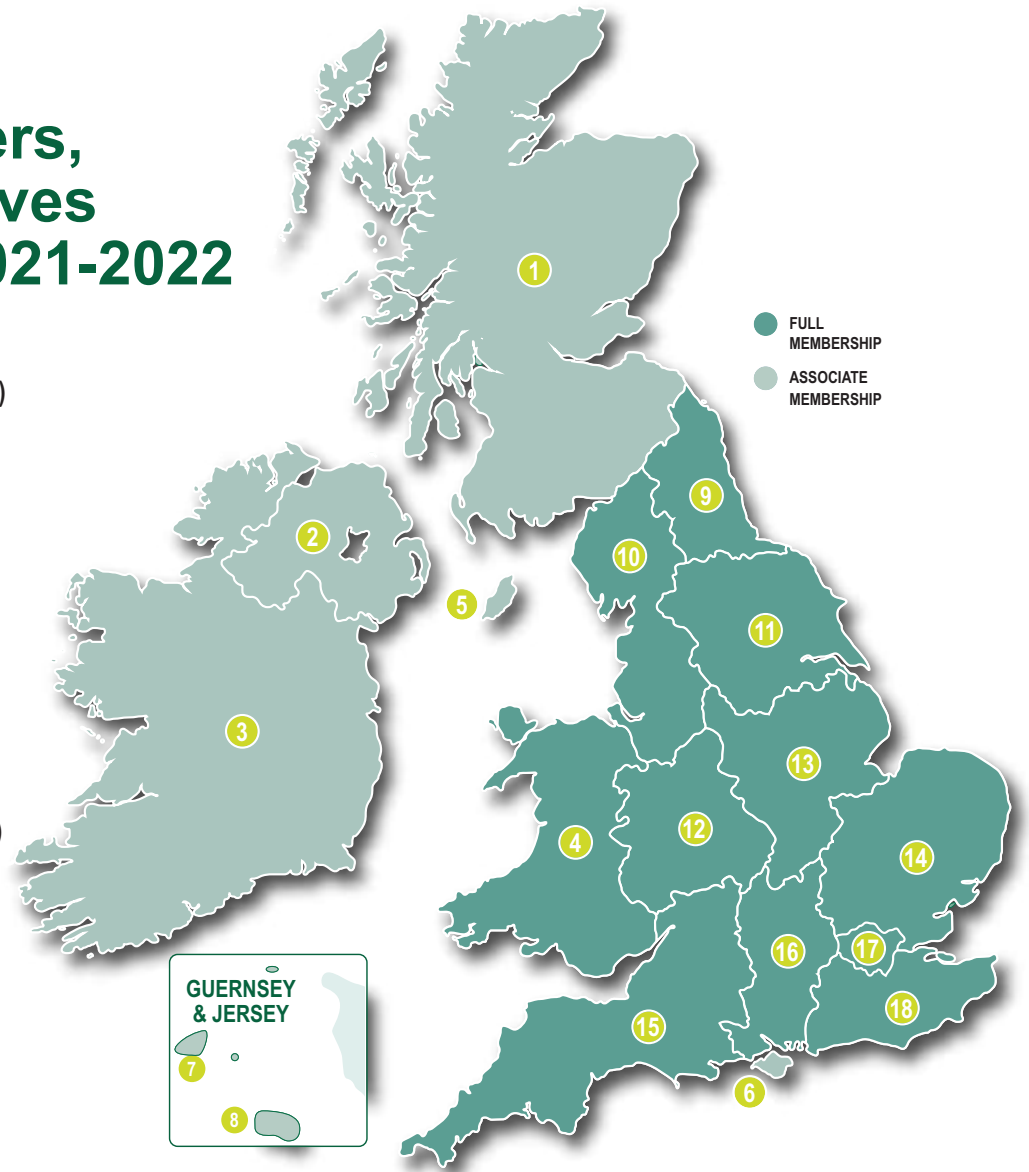 ers,
ves
021-2022
)
)
1
FULL
MEMBERSHIP
ASSOCIATE
MEMBERSHIP
9
2
10
5
11
3
13
12
4
14
17
16
GUERNSEY
& JERSEY
18
15
7
6
8